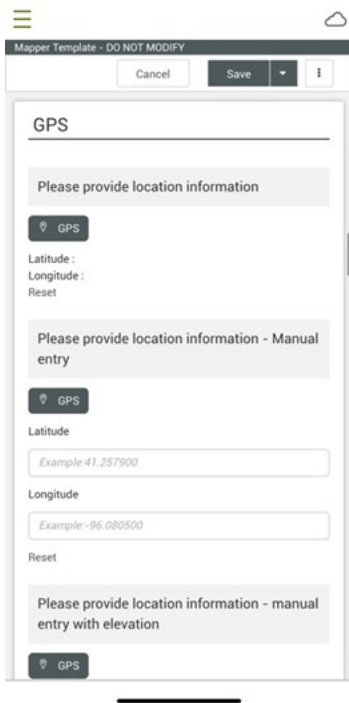 Mapper Template - DO NOT MODIFY
Cancel
Save
GPS
Please provide location information
GPS
Latitude :
Longitude :
Reset
Please provide location information - Manual
entry
GPS
Latitude
Example:41.257900
Longitude
Example:-96.080500
Reset
Please provide location information - manual
entry with elevation
GPS